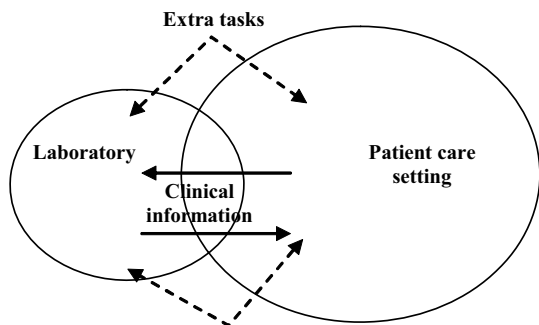 Extra tasks
Laboratory
Patient care
setting
Clinical
information